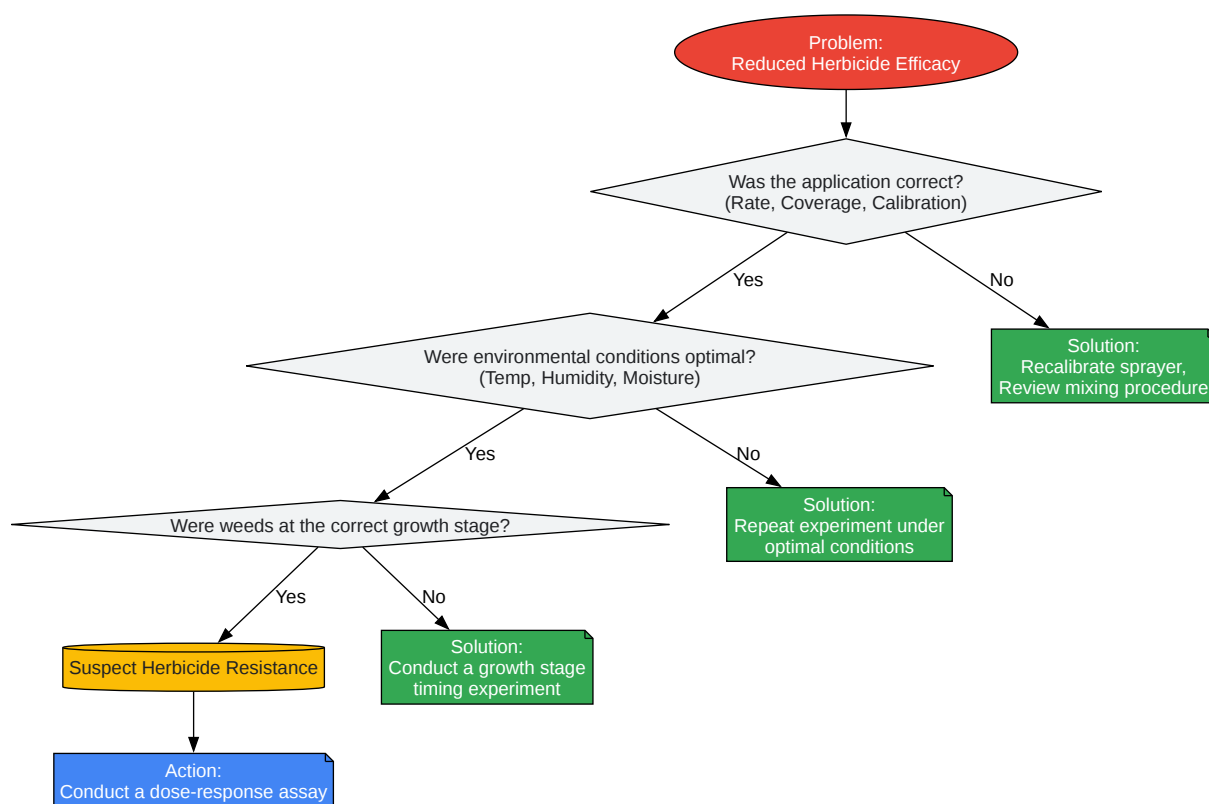 Problem:
Reduced Herbicide Efficacy
Was the application correct?
(Rate, Coverage, Calibration)
Yes
No
Were environmental conditions optimal?
(Temp, Humidity, Moisture)
Solution:
Recalibrate sprayer,
Review mixing procedure
Yes
No
Were weeds at the correct growth stage?
Solution:
Repeat experiment under
optimal conditions
Yes
No
Suspect Herbicide Resistance
Solution:
Conduct a growth stage
timing experiment
Action:
Conduct a dose-response assay